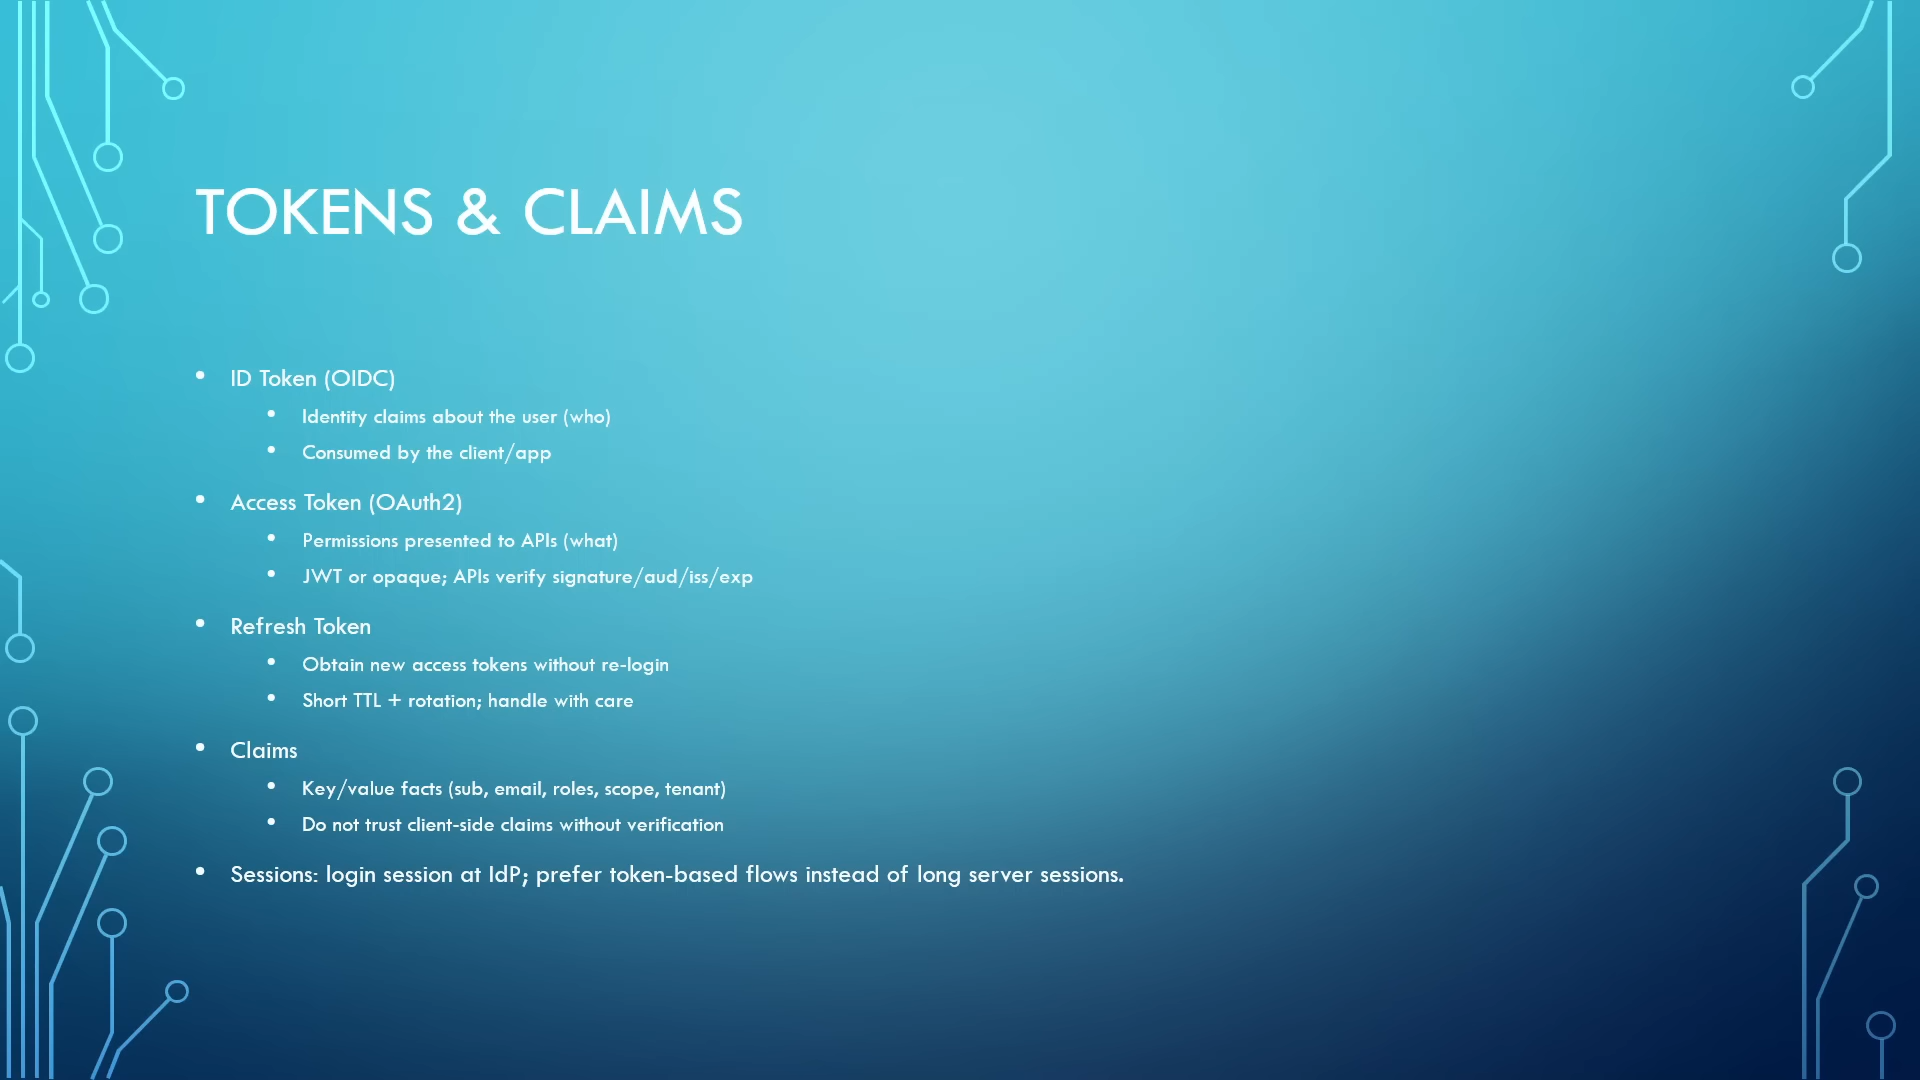 TOKENS & CLAIMS
• ID Token (OIDC)
• Identity claims about the user (who)
• Consumed by the client/app
• Access Token (OAuth2)
• Permissions presented to APIs (what)
• JWT or opaque; APIs verify signature/aud/iss/exp
• Refresh Token
• Obtain new access tokens without re-login
• Short TTL + rotation; handle with care
• Claims
• Key/value facts (sub, email, roles, scope, tenant)
• Do not trust client-side claims without verification
• Sessions: login session at IdP; prefer token-based flows instead of long server sessions.